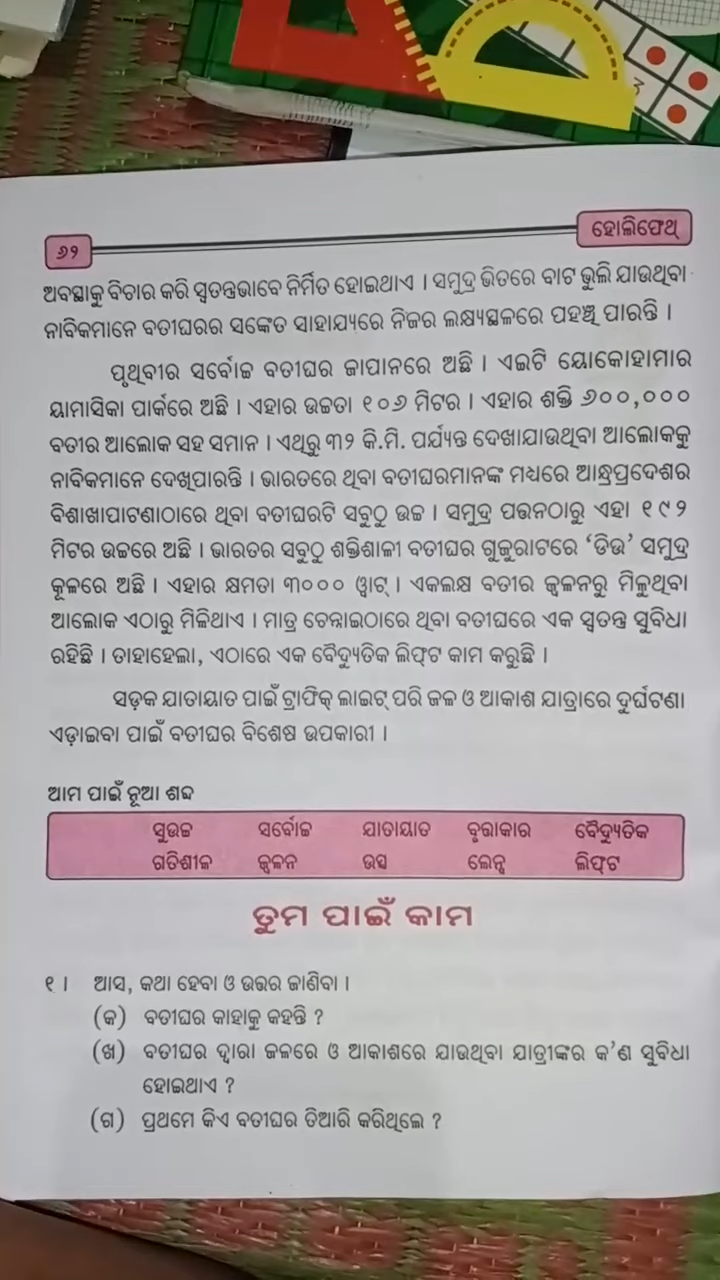 ୬୨
ହୋଲିଫେଥ୍
ଅବସ୍ଥାକୁ ବିଚାର କରି ସ୍ୱତନ୍ତ୍ରଭାବେ ନିର୍ମିତ ହୋଇଥାଏ । ସମୁଦ୍ର ଭିତରେ ବାଟ ଭୁଲି ଯାଉଥିବା
ନାବିକମାନେ ବତୀଘରର ସଙ୍କେତ ସାହାଯ୍ୟରେ ନିଜର ଲକ୍ଷ୍ୟସ୍ଥଳରେ ପହଞ୍ଚି ପାରନ୍ତି ।
ପୃଥିବୀର ସର୍ବୋଚ୍ଚ ବତୀଘର ଜାପାନରେ ଅଛି । ଏଇଟି ୟୋକୋହାମାର
ୟାମାସିକା ପାର୍କରେ ଅଛି । ଏହାର ଉଚ୍ଚତା ୧୦୬ ମିଟର । ଏହାର ଶକ୍ତି ୬୦୦,୦୦୦
ବତୀର ଆଲୋକ ସହ ସମାନ । ଏଥିରୁ ୩୨ କି.ମି. ପର୍ଯ୍ୟନ୍ତ ଦେଖାଯାଉଥିବା ଆଲୋକକୁ
ନାବିକମାନେ ଦେଖିପାରନ୍ତି । ଭାରତରେ ଥିବା ବତୀଘରମାନଙ୍କ ମଧ୍ୟରେ ଆନ୍ଧ୍ରପ୍ରଦେଶର
ବିଶାଖାପାଟଣାଠାରେ ଥିବା ବତୀଘରଟି ସବୁଠୁ ଉଚ୍ଚ । ସମୁଦ୍ର ପତ୍ତନଠାରୁ ଏହା ୧୯୨
ମିଟର ଉଚ୍ଚରେ ଅଛି । ଭାରତର ସବୁଠୁ ଶକ୍ତିଶାଳୀ ବତୀଘର ଗୁଜୁରାଟରେ ‘ଡିଉ’ ସମୁଦ୍ର
କୂଳରେ ଅଛି । ଏହାର କ୍ଷମତା ୩୦୦୦ ୱାଟ୍ । ଏକଲକ୍ଷ ବତୀର ଜ୍ୱଳନରୁ ମିଳୁଥିବା
ଆଲୋକ ଏଠାରୁ ମିଳିଥାଏ । ମାତ୍ର ଚେନ୍ନାଇଠାରେ ଥିବା ବତୀଘରେ ଏକ ସ୍ୱତନ୍ତ୍ର ସୁବିଧା
ରହିଛି । ତାହାହେଲା, ଏଠାରେ ଏକ ବୈଦ୍ୟୁତିକ ଲିଫ୍‌ଟ କାମ କରୁଛି ।
ସଡ଼କ ଯାତାୟାତ ପାଇଁ ଟ୍ରାଫିକ୍ ଲାଇଟ୍ ପରି ଜଳ ଓ ଆକାଶ ଯାତ୍ରାରେ ଦୁର୍ଘଟଣା
ଏଡ଼ାଇବା ପାଇଁ ବତୀଘର ବିଶେଷ ଉପକାରୀ ।
ଆମ ପାଇଁ ନୂଆ ଶବ୍ଦ
ସୁଉଚ୍ଚ ସର୍ବୋଚ୍ଚ ଯାତାୟାତ ବୃତ୍ତାକାର ବୈଦ୍ୟୁତିକ
ଗତିଶୀଳ ଜ୍ୱଳନ ଉତ୍ସ ଲେନ୍ସ ଲିଫ୍‌ଟ
ତୁମ ପାଇଁ କାମ
୧ । ଆସ, କଥା ହେବା ଓ ଉତ୍ତର ଜାଣିବା ।
(କ) ବତୀଘର କାହାକୁ କହନ୍ତି ?
(ଖ) ବତୀଘର ଦ୍ୱାରା ଜଳରେ ଓ ଆକାଶରେ ଯାଉଥିବା ଯାତ୍ରୀଙ୍କର କ’ଣ ସୁବିଧା
ହୋଇଥାଏ ?
(ଗ) ପ୍ରଥମେ କିଏ ବତୀଘର ତିଆରି କରିଥିଲେ ?